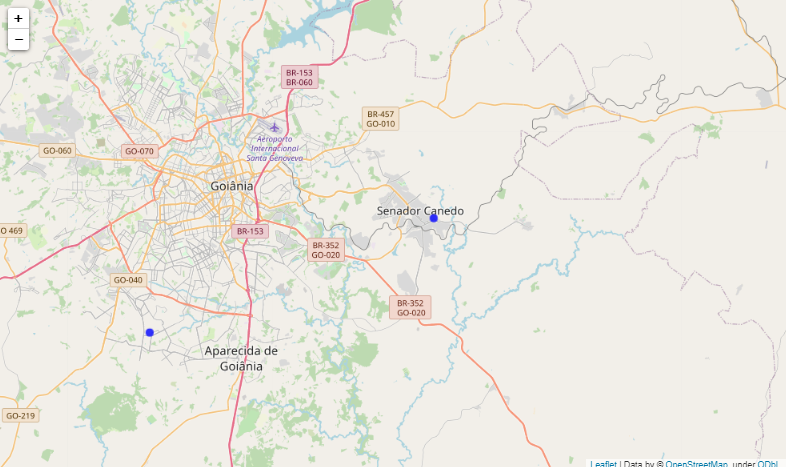 +
−
BR-153
BR-060
BR-457
GO-010
Aeroporto
Internacional
Santa Genoveva
GO-060
GO-070
Goiânia
Senador Canedo
O 469
BR-153
BR-352
GO-020
GO-040
BR-352
GO-020
Aparecida de
Goiânia
GO-219
Leaflet | Data by © OpenStreetMap, under ODbL